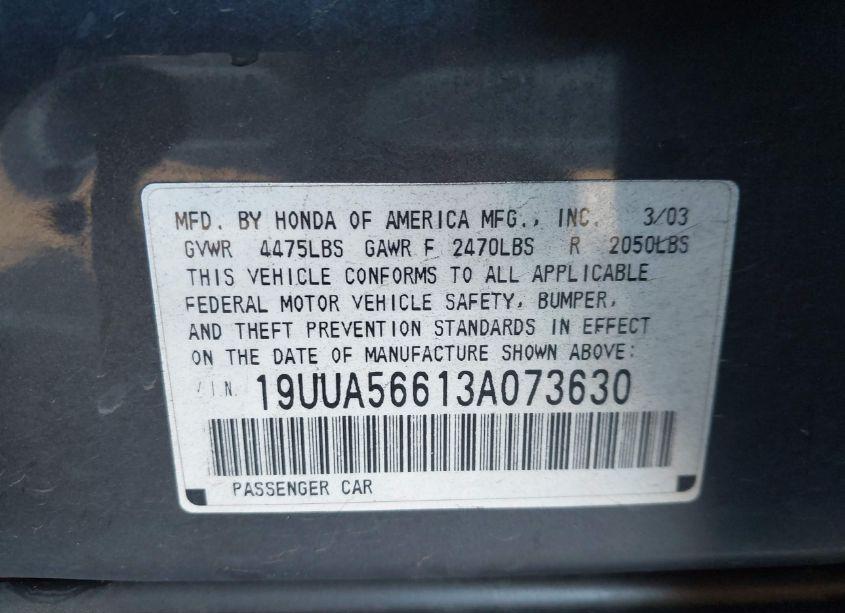 MFD. BY HONDA OF AMERICA MFG., INC. 3/03
GVWR 4475LBS GAWR F 2470LBS R 2050LBS
THIS VEHICLE CONFORMS TO ALL APPLICABLE
FEDERAL MOTOR VEHICLE SAFETY, BUMPER,
AND THEFT PREVENTION STANDARDS IN EFFECT
ON THE DATE OF MANUFACTURE SHOWN ABOVE:
V.I.N. 19UUA56613A073630
PASSENGER CAR